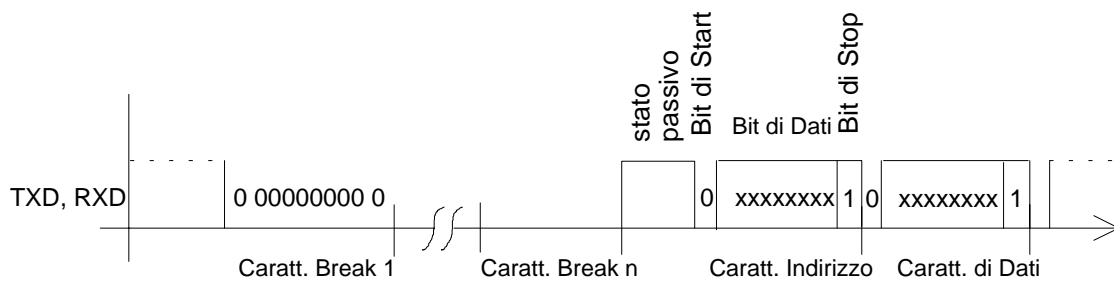 stato
passivo
Bit di Start
Bit di Dati
Bit di Stop
TXD, RXD
0 00000000 0
0
xxxxxxxx
1
0
xxxxxxxx
1
Caratt. Break 1
Caratt. Break n
Caratt. Indirizzo
Caratt. di Dati